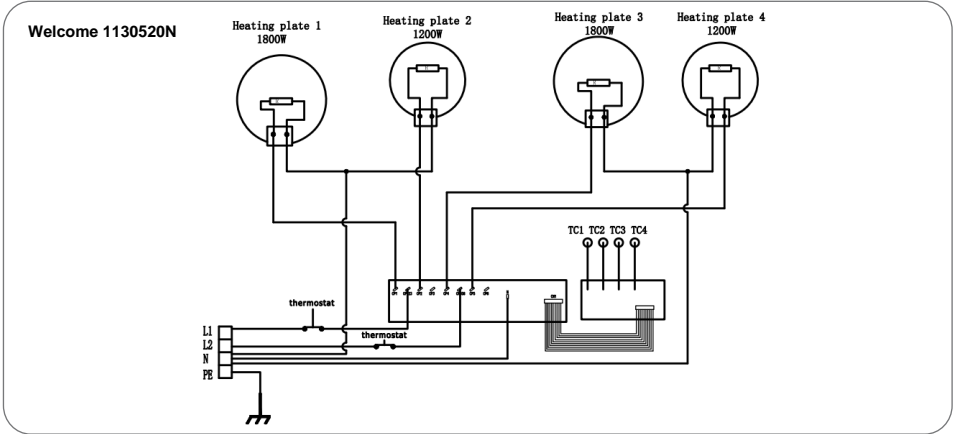 Welcome 1130520N
Heating plate 1
1800W
Heating plate 2
1200W
Heating plate 3
1800W
Heating plate 4
1200W
TC1 TC2 TC3 TC4
thermostat
thermostat
L1
L2
N
PE